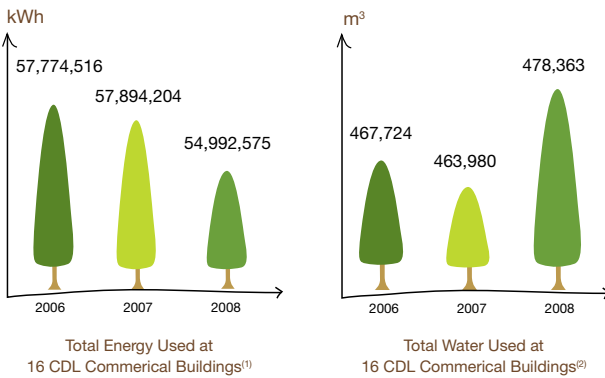 kWh
57,774,516
57,894,204
54,992,575
2006
2007
2008
Total Energy Used at
16 CDL Commerical Buildings(1)
m³
467,724
463,980
478,363
2006
2007
2008
Total Water Used at
16 CDL Commerical Buildings(2)